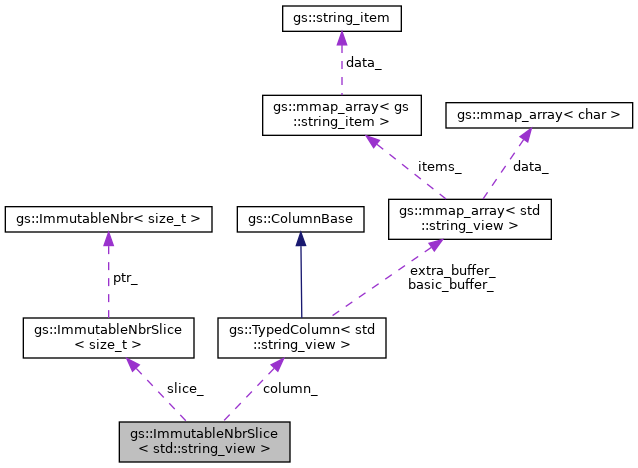 gs::string_item
data_
gs::mmap_array< gs
::string_item >
gs::mmap_array< char >
items_
data_
gs::ImmutableNbr< size_t >
gs::ColumnBase
gs::mmap_array< std
::string_view >
ptr_
extra_buffer_
basic_buffer_
gs::ImmutableNbrSlice
< size_t >
gs::TypedColumn< std
::string_view >
slice_
column_
gs::ImmutableNbrSlice
< std::string_view >